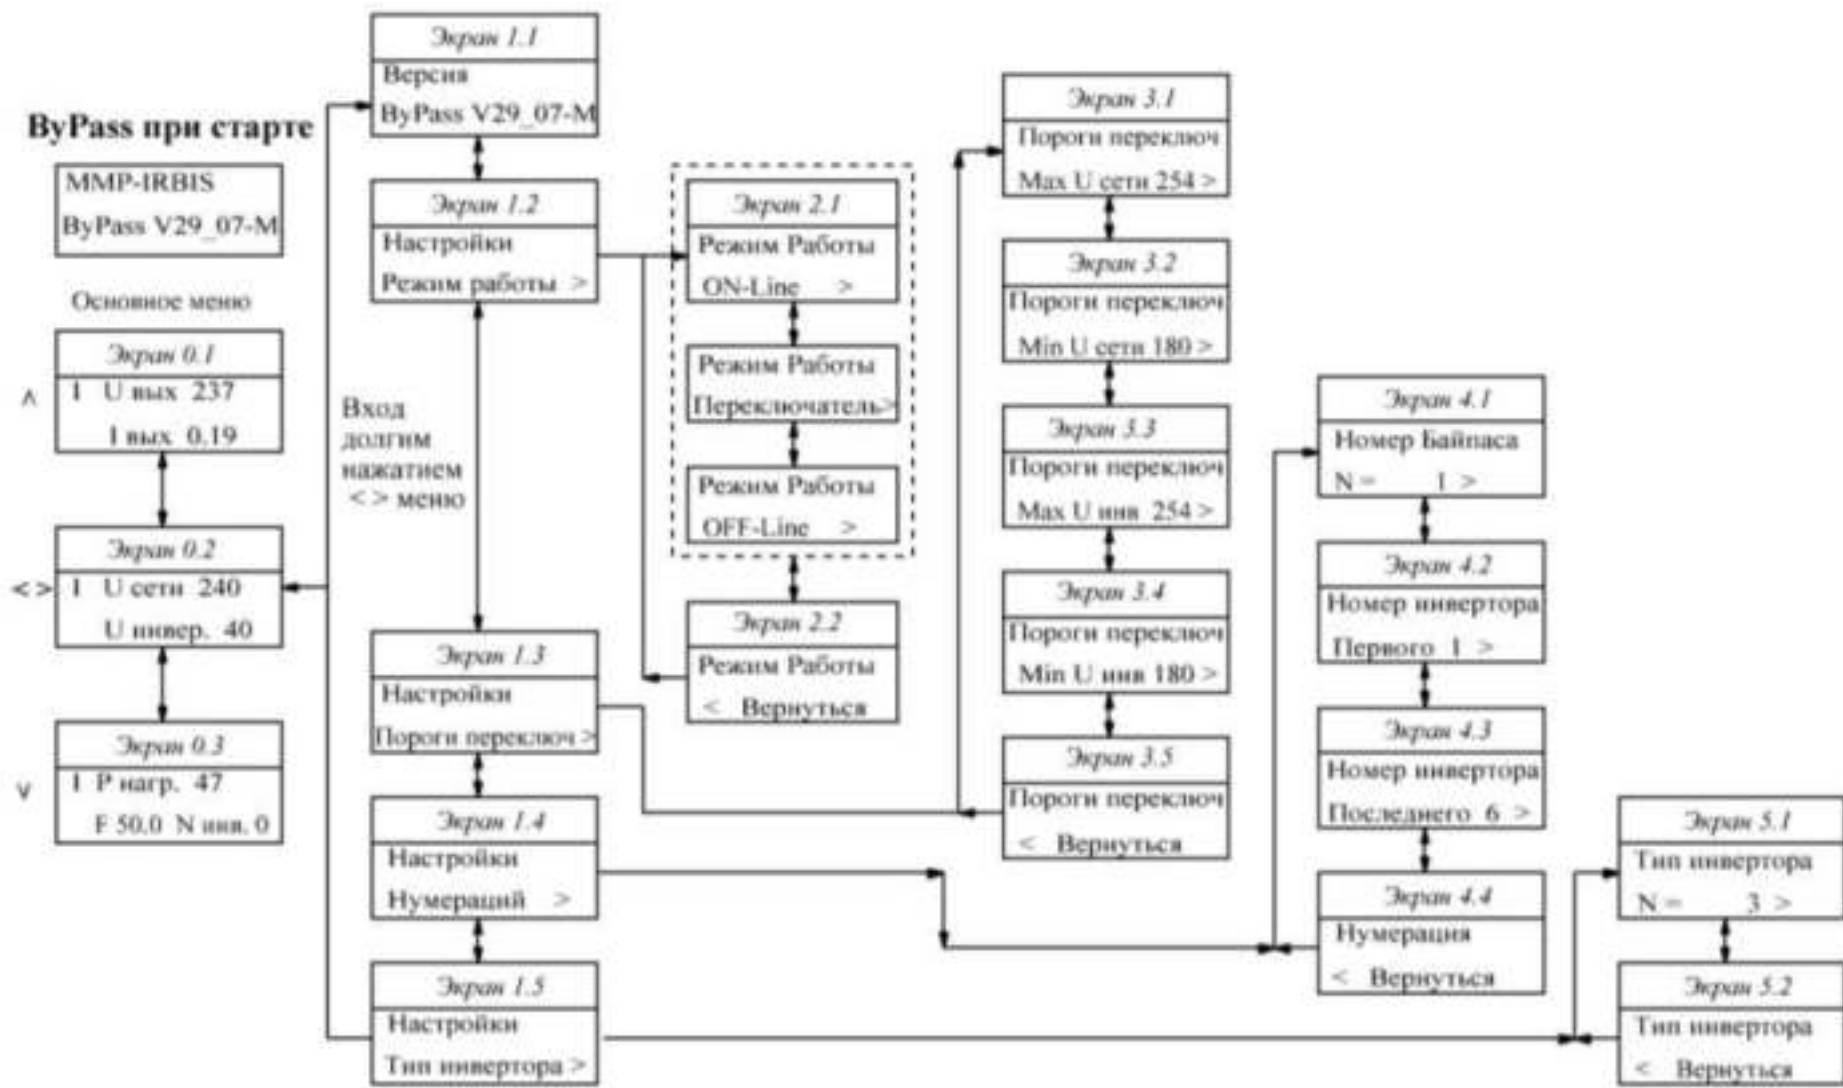 ByPass при старте
MMP-IRBIS
ByPass V29_07-M
Основное меню
Экран 0.1
1 U вых 237
I вых 0.19
Экран 0.2
1 U сети 240
U инвер. 40
Экран 0.3
1 P нагр. 47
F 50.0 N инв. 0
^
< >
v
Экран 1.1
Версия
ByPass V29_07-M
Экран 1.2
Настройки
Режим работы >
Вход
долгим
нажатием
< > меню
Экран 1.3
Настройки
Пороги переключ >
Экран 1.4
Настройки
Нумераций >
Экран 1.5
Настройки
Тип инвертора >
Экран 2.1
Режим Работы
ON-Line >
Режим Работы
Переключатель>
Режим Работы
OFF-Line >
Экран 2.2
Режим Работы
< Вернуться
Экран 3.1
Пороги переключ
Max U сети 254 >
Экран 3.2
Пороги переключ
Min U сети 180 >
Экран 3.3
Пороги переключ
Max U инв 254 >
Экран 3.4
Пороги переключ
Min U инв 180 >
Экран 3.5
Пороги переключ
< Вернуться
Экран 4.1
Номер Байпаса
N = 1 >
Экран 4.2
Номер инвертора
Первого 1 >
Экран 4.3
Номер инвертора
Последнего 6 >
Экран 4.4
Нумерация
< Вернуться
Экран 5.1
Тип инвертора
N = 3 >
Экран 5.2
Тип инвертора
< Вернуться